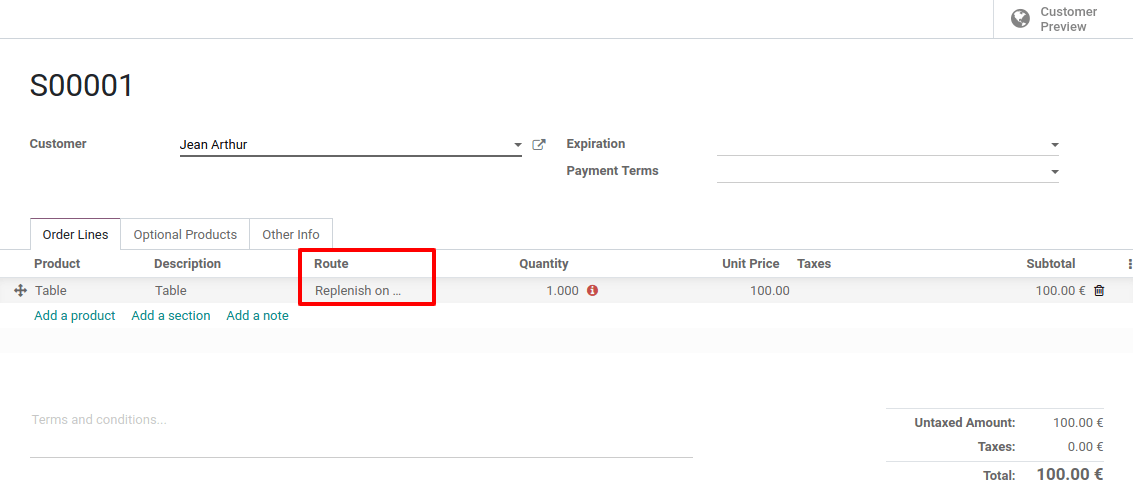 Customer
Preview
S00001
Customer Jean Arthur Expiration
Payment Terms
Order Lines Optional Products Other Info
Product Description Route Quantity Unit Price Taxes Subtotal
Table Table Replenish on ... 1.000 100.00 100.00 €
Add a product Add a section Add a note
Terms and conditions...
Untaxed Amount: 100.00 €
Taxes: 0.00 €
Total: 100.00 €